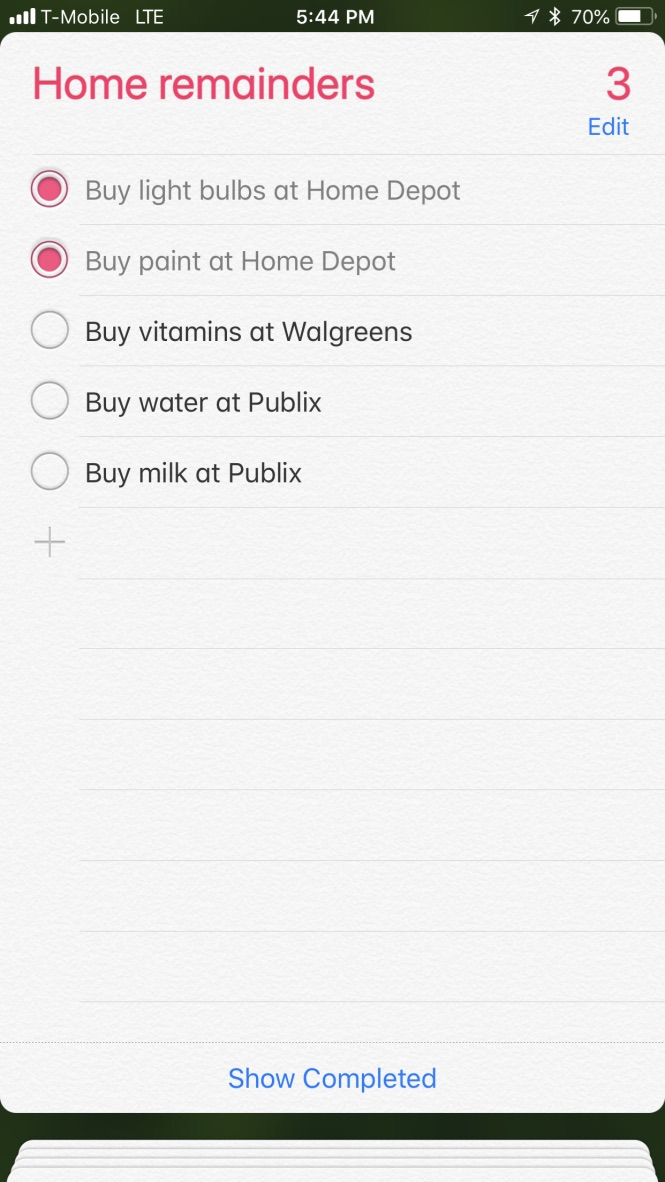 T-Mobile LTE 5:44 PM 70%
Home remainders 3
Edit
Buy light bulbs at Home Depot
Buy paint at Home Depot
Buy vitamins at Walgreens
Buy water at Publix
Buy milk at Publix
Show Completed